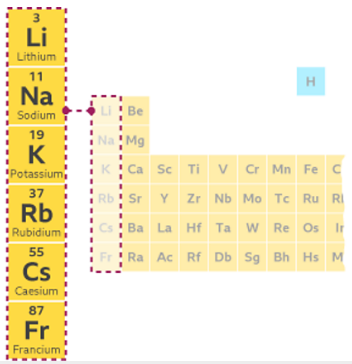 3
Li
Lithium
11
Na
Sodium
19
K
Potassium
37
Rb
Rubidium
55
Cs
Caesium
87
Fr
Francium
H
Li Be
Na Mg
K Ca Sc Ti V Cr Mn Fe
Rb Sr Y Zr Nb Mo Tc Ru
Cs Ba La Hf Ta W Re Os
Fr Ra Ac Rf Db Sg Bh Hs